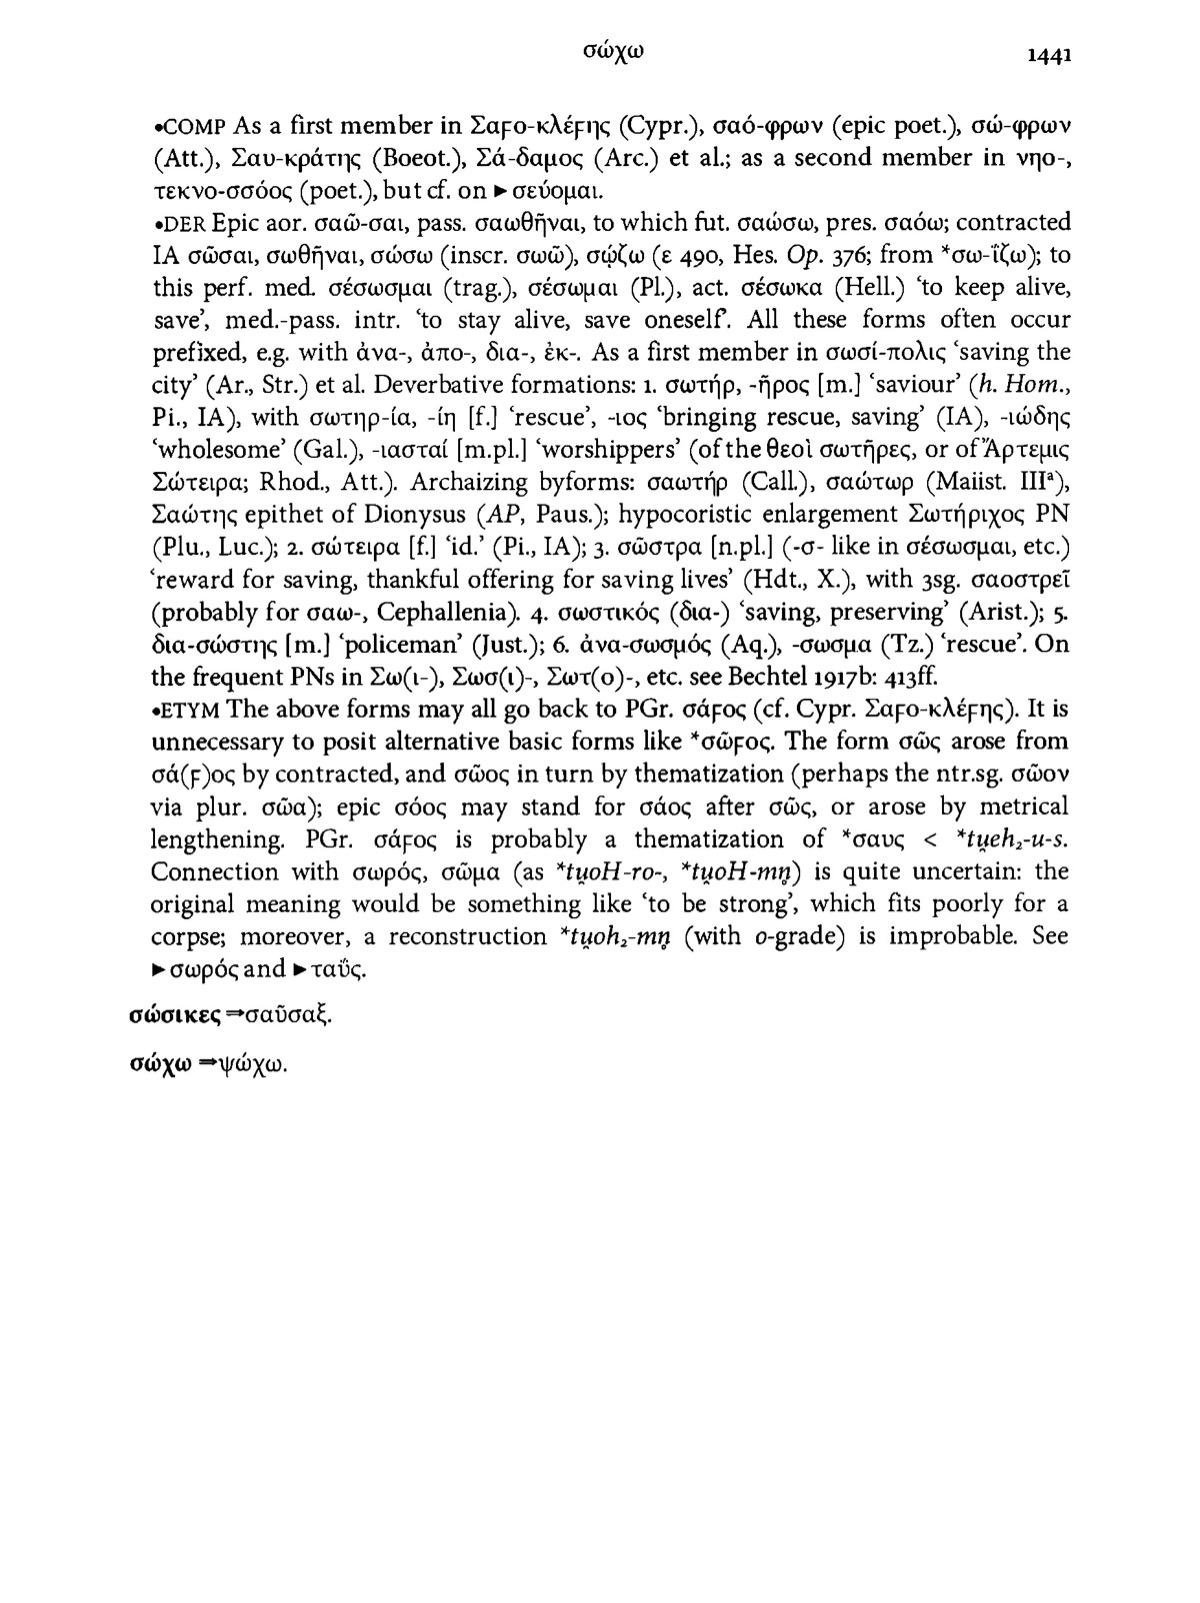 σώχω 1441
•COMP As a first member in Σαϝο-κλέϝης (Cypr.), σαό-φρων (epic poet.), σώ-φρων
(Att.), Σαυ-κράτης (Boeot.), Σά-δαμος (Arc.) et al.; as a second member in νηο-,
τεκνο-σσόος (poet.), but cf. on ►σεύομαι.
•DER Epic aor. σαῶ-σαι, pass. σαωθῆναι, to which fut. σαώσω, pres. σαόω; contracted
IA σῶσαι, σωθῆναι, σώσω (inscr. σωῶ), σῴζω (ε 490, Hes. Op. 376; from *σω-ΐζω); to
this perf. med. σέσωσμαι (trag.), σέσωμαι (Pl.), act. σέσωκα (Hell.) ‘to keep alive,
save’, med.-pass. intr. ‘to stay alive, save oneself’. All these forms often occur
prefixed, e.g. with ἀνα-, ἀπο-, δια-, ἐκ-. As a first member in σωσί-πολις ‘saving the
city’ (Ar., Str.) et al. Deverbative formations: 1. σωτήρ, -ῆρος [m.] ‘saviour’ (h. Hom.,
Pi., IA), with σωτηρ-ία, -ίη [f.] ‘rescue’, -ιος ‘bringing rescue, saving’ (IA), -ιώδης
‘wholesome’ (Gal.), -ιασταί [m.pl.] ‘worshippers’ (of the θεοὶ σωτῆρες, or of Ἄρτεμις
Σώτειρα; Rhod., Att.). Archaizing byforms: σαωτήρ (Call.), σαώτωρ (Maiist. IIIᵃ),
Σαώτης epithet of Dionysus (AP, Paus.); hypocoristic enlargement Σωτήριχος PN
(Plu., Luc.); 2. σώτειρα [f.] ‘id.’ (Pi., IA); 3. σῶστρα [n.pl.] (-σ- like in σέσωσμαι, etc.)
‘reward for saving, thankful offering for saving lives’ (Hdt., X.), with 3sg. σαοστρεῖ
(probably for σαω-, Cephallenia). 4. σωστικός (δια-) ‘saving, preserving’ (Arist.); 5.
δια-σώστης [m.] ‘policeman’ (Just.); 6. ἀνα-σωσμός (Aq.), -σωσμα (Tz.) ‘rescue’. On
the frequent PNs in Σω(ι-), Σωσ(ι)-, Σωτ(ο)-, etc. see Bechtel 1917b: 413ff.
•ETYM The above forms may all go back to PGr. σάϝος (cf. Cypr. Σαϝο-κλέϝης). It is
unnecessary to posit alternative basic forms like *σῶϝος. The form σῶς arose from
σά(ϝ)ος by contracted, and σῶος in turn by thematization (perhaps the ntr.sg. σῶον
via plur. σῶα); epic σόος may stand for σάος after σῶς, or arose by metrical
lengthening. PGr. σάϝος is probably a thematization of *σαυς < *tu̯eh₂-u-s.
Connection with σωρός, σῶμα (as *tu̯oH-ro-, *tu̯oH-mn̥) is quite uncertain: the
original meaning would be something like ‘to be strong’, which fits poorly for a
corpse; moreover, a reconstruction *tu̯oh₂-mn̥ (with o-grade) is improbable. See
►σωρός and ►ταΰς.
σώσικες ⇒σαῦσαξ.
σώχω ⇒ψώχω.